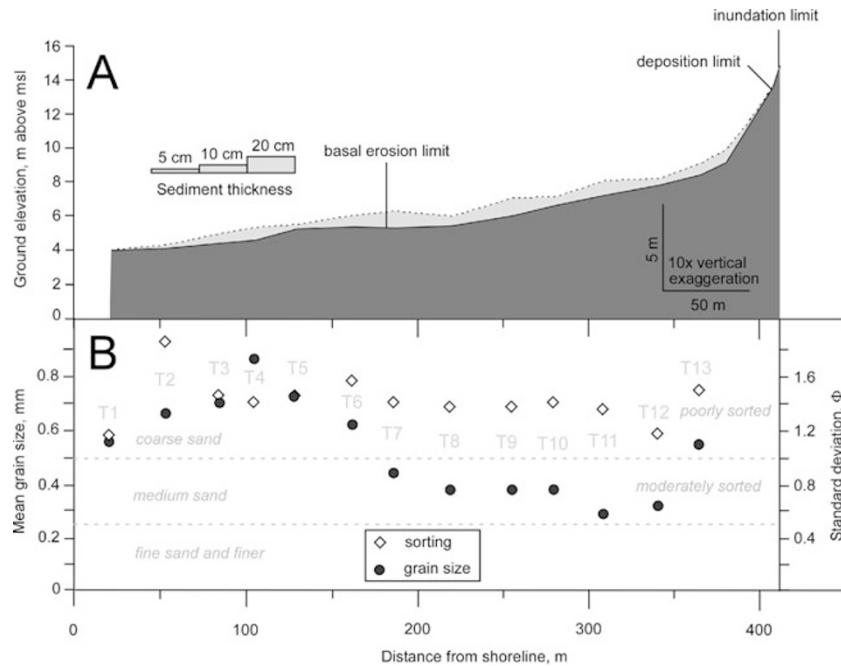 inundation limit
deposition limit
A
16
14
12
10
8
6
4
2
0
Ground elevation, m above msl
5 cm 10 cm 20 cm
Sediment thickness
basal erosion limit
5 m
10x vertical
exaggeration
50 m
B
0.8
0.6
0.4
0.2
0
Mean grain size, mm
T1 T2 T3 T4 T5 T6 T7 T8 T9 T10 T11 T12 T13
coarse sand
poorly sorted
medium sand
moderately sorted
fine sand and finer
sorting
grain size
1.6
1.2
0.8
0.4
Standard deviation, Φ
0 100 200 300 400
Distance from shoreline, m